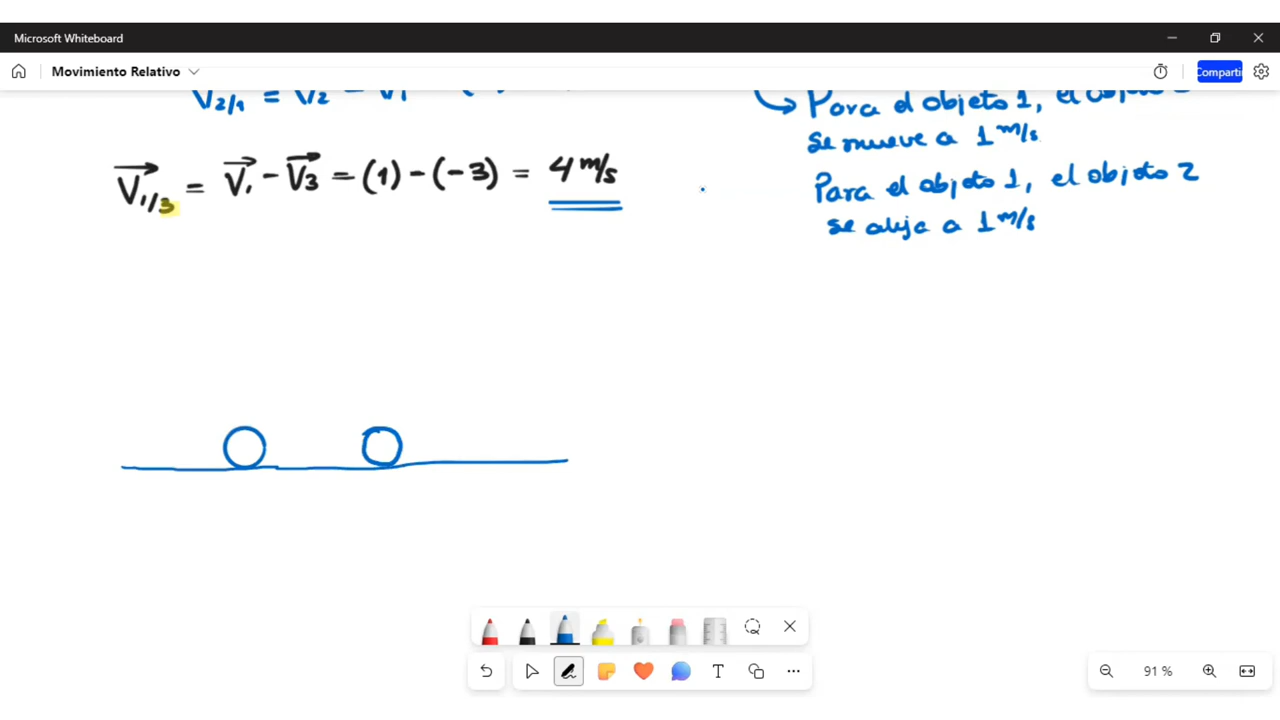 Microsoft Whiteboard
Movimiento Relativo
Comparti
V2/1 = V2 - V1
Para el objeto 1, el objeto 2
se mueve a 1 m/s
V1/3 = V1 - V3 = (1) - (-3) = 4 m/s
Para el objeto 1, el objeto 2
se aleja a 1 m/s
T
91 %